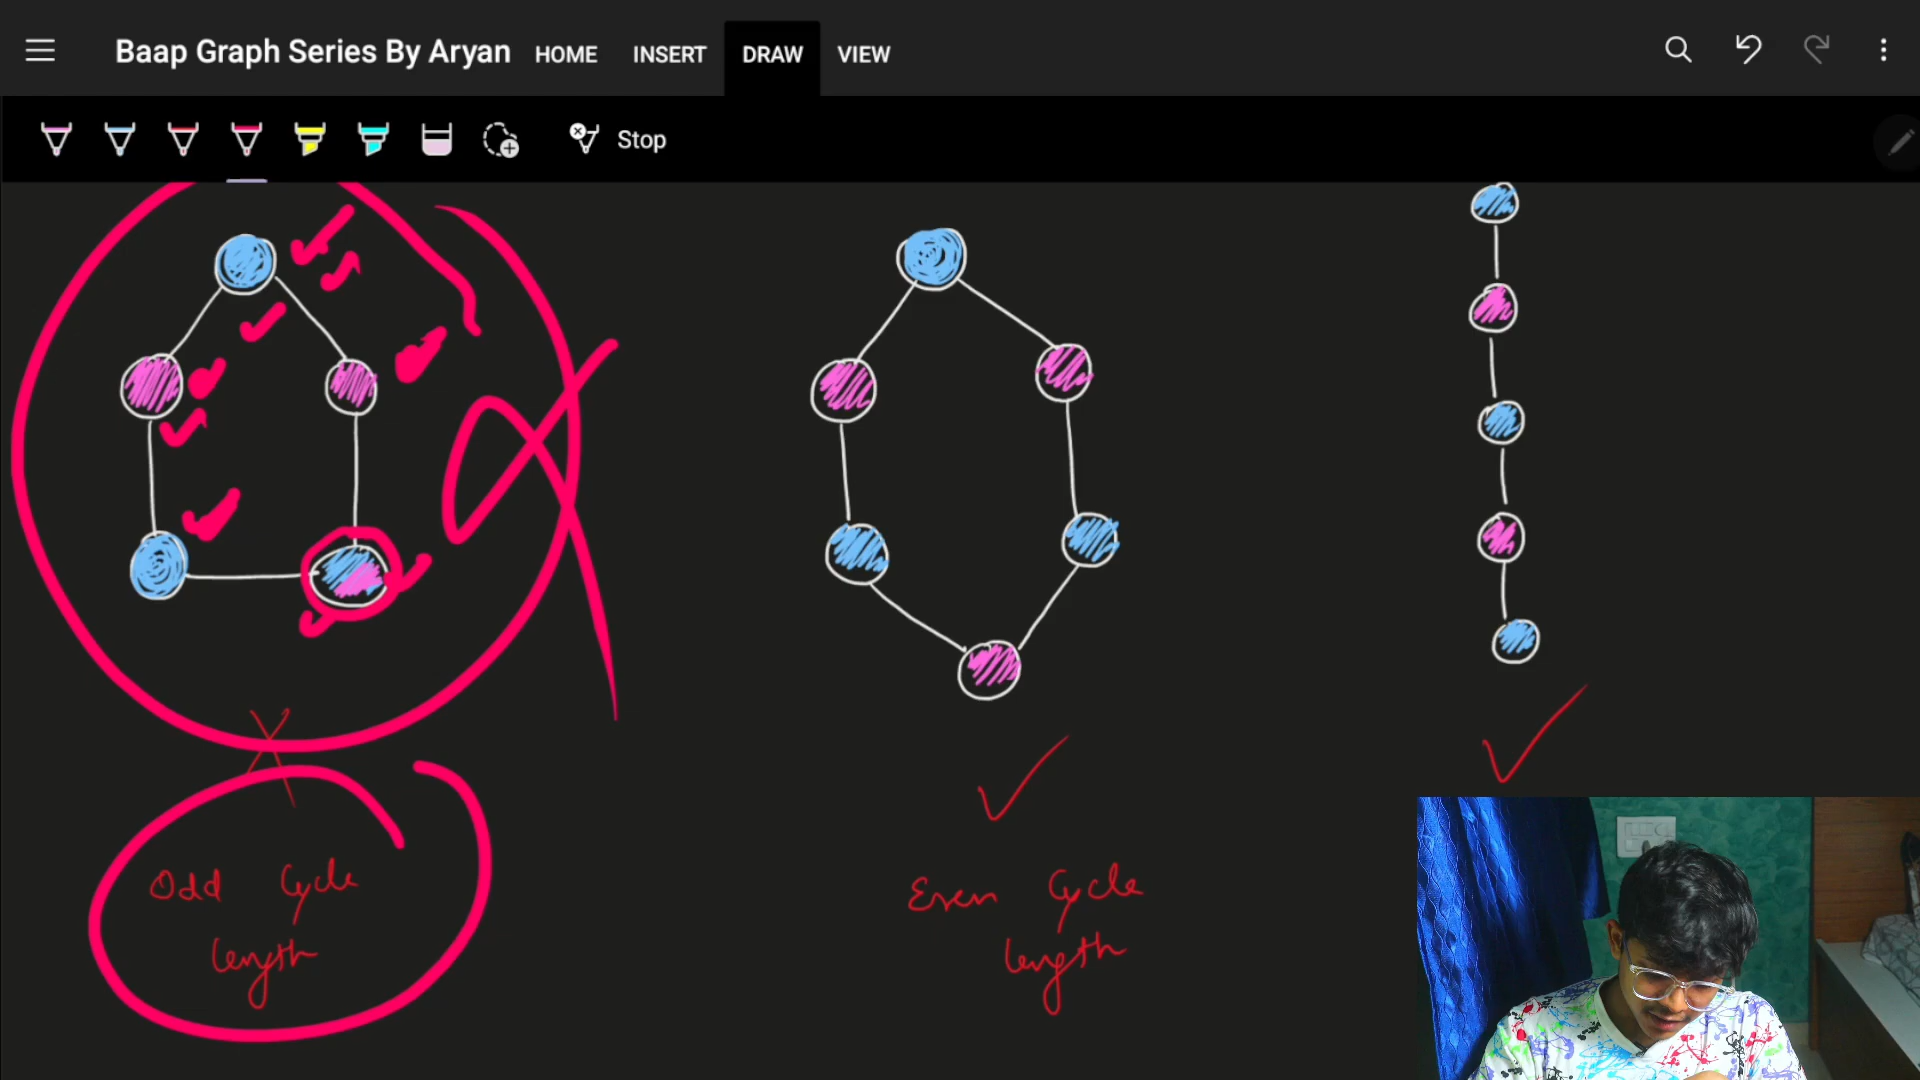 Baap Graph Series By Aryan HOME INSERT DRAW VIEW
Stop
Odd Cycle
length
Even Cycle
length